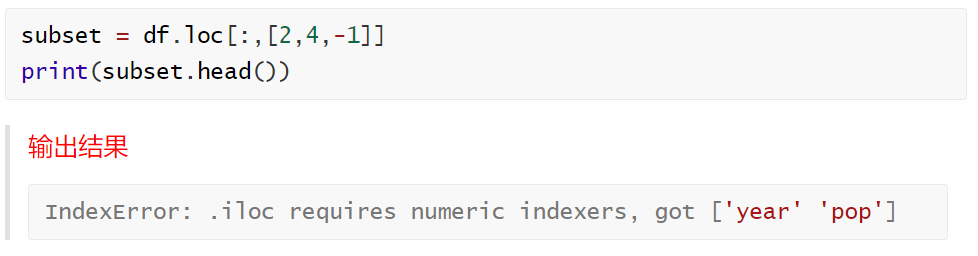 subset = df.loc[:,[2,4,-1]]
print(subset.head())
输出结果
IndexError: .iloc requires numeric indexers, got ['year' 'pop']